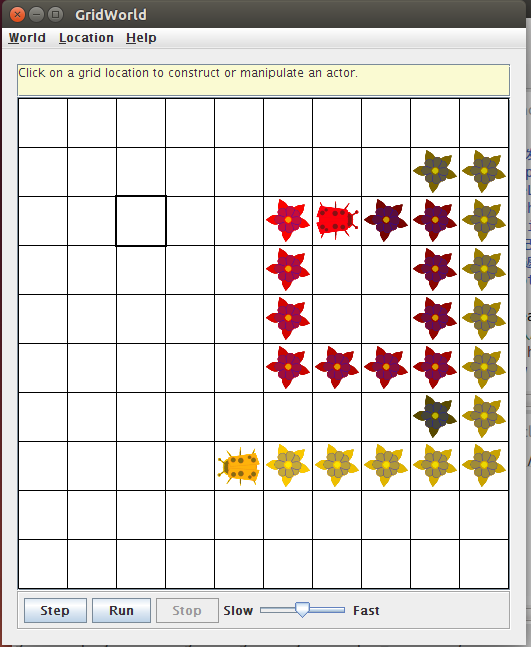 GridWorld
World Location Help
Click on a grid location to construct or manipulate an actor.
Step Run Stop Slow Fast